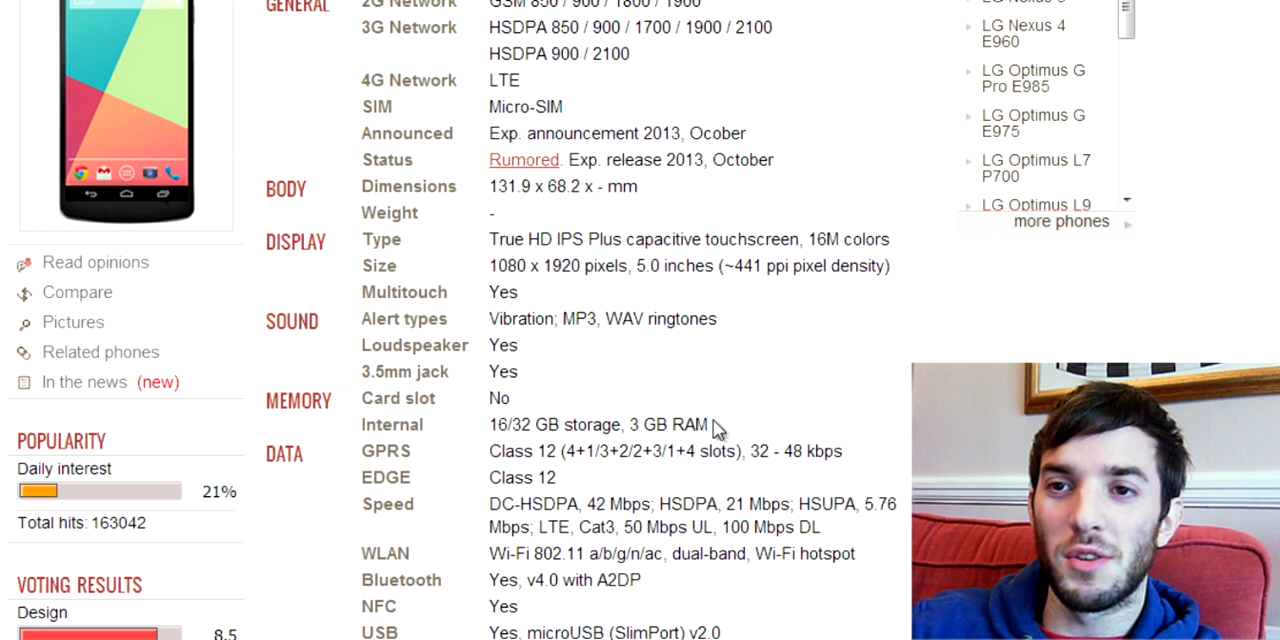 GENERAL
2G Network GSM 850 / 900 / 1800 / 1900
3G Network HSDPA 850 / 900 / 1700 / 1900 / 2100
HSDPA 900 / 2100
4G Network LTE
SIM Micro-SIM
Announced Exp. announcement 2013, Ocober
Status Rumored. Exp. release 2013, October
BODY Dimensions 131.9 x 68.2 x - mm
Weight -
DISPLAY Type True HD IPS Plus capacitive touchscreen, 16M colors
Size 1080 x 1920 pixels, 5.0 inches (~441 ppi pixel density)
Multitouch Yes
SOUND Alert types Vibration; MP3, WAV ringtones
Loudspeaker Yes
3.5mm jack Yes
MEMORY Card slot No
Internal 16/32 GB storage, 3 GB RAM
DATA GPRS Class 12 (4+1/3+2/2+3/1+4 slots), 32 - 48 kbps
EDGE Class 12
Speed DC-HSDPA, 42 Mbps; HSDPA, 21 Mbps; HSUPA, 5.76
Mbps; LTE, Cat3, 50 Mbps UL, 100 Mbps DL
WLAN Wi-Fi 802.11 a/b/g/n/ac, dual-band, Wi-Fi hotspot
Bluetooth Yes, v4.0 with A2DP
NFC Yes
USB Yes, microUSB (SlimPort) v2.0
Read opinions
Compare
Pictures
Related phones
In the news (new)
POPULARITY
Daily interest
21%
Total hits: 163042
VOTING RESULTS
Design
8.5
LG Nexus 4
E960
LG Optimus G
Pro E985
LG Optimus G
E975
LG Optimus L7
P700
LG Optimus L9
more phones